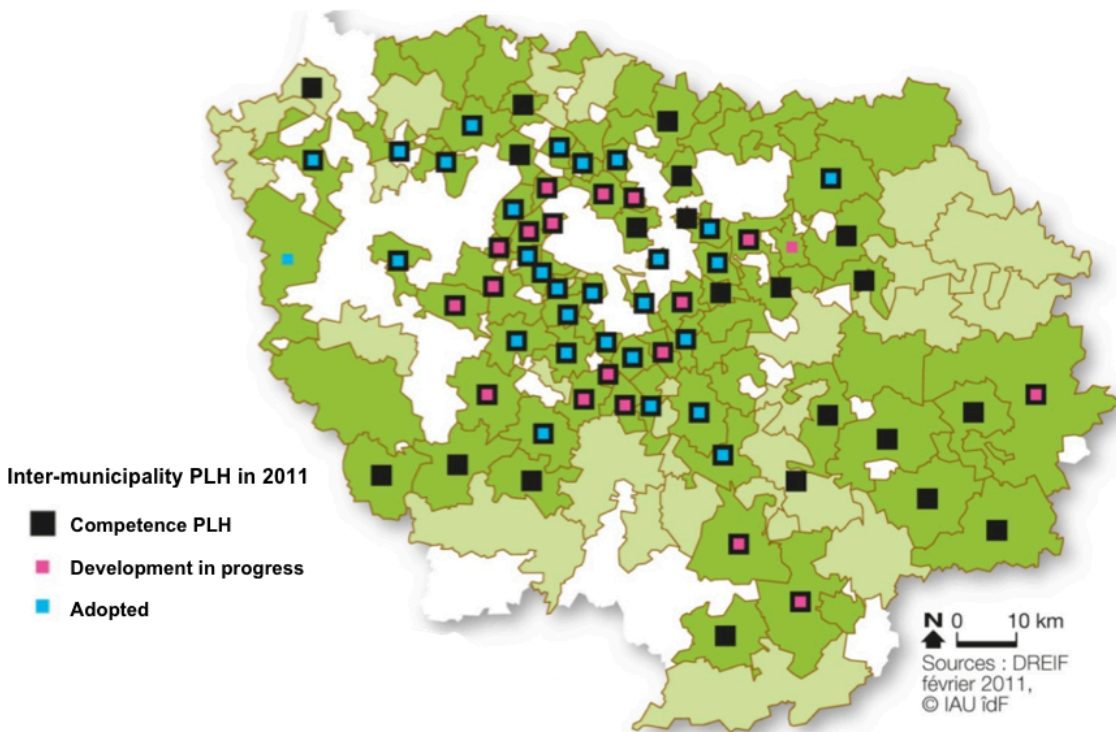 Inter-municipality PLH in 2011
Competence PLH
Development in progress
Adopted
N 0 10 km
Sources : DREIF
février 2011,
© IAU îdF